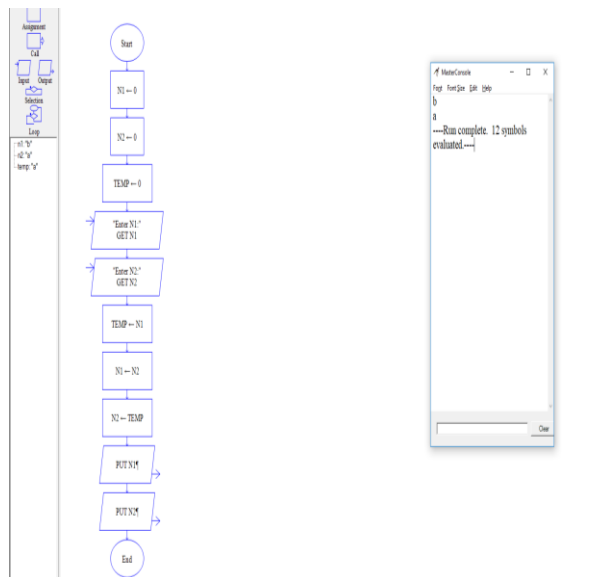 Assignment
Call
Input Output
Selection
Loop
n1: "b"
n2: "a"
temp: "a"
Start
N1 ← 0
N2 ← 0
TEMP ← 0
"Enter N1:"
GET N1
"Enter N2:"
GET N2
TEMP ← N1
N1 ← N2
N2 ← TEMP
PUT N1¶
PUT N2¶
End
MasterConsole
Font Font Size Edit Help
b
a
----Run complete. 12 symbols
evaluated.----
Clear